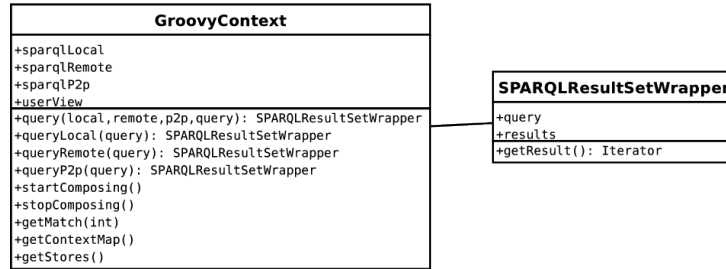 GroovyContext
+sparqlLocal
+sparqlRemote
+sparqlP2p
+userView
+query(local,remote,p2p,query): SPARQLResultSetWrapper
+queryLocal(query): SPARQLResultSetWrapper
+queryRemote(query): SPARQLResultSetWrapper
+queryP2p(query): SPARQLResultSetWrapper
+startComposing()
+stopComposing()
+getMatch(int)
+getContextMap()
+getStores()
SPARQLResultSetWrapper
+query
+results
+getResult(): Iterator